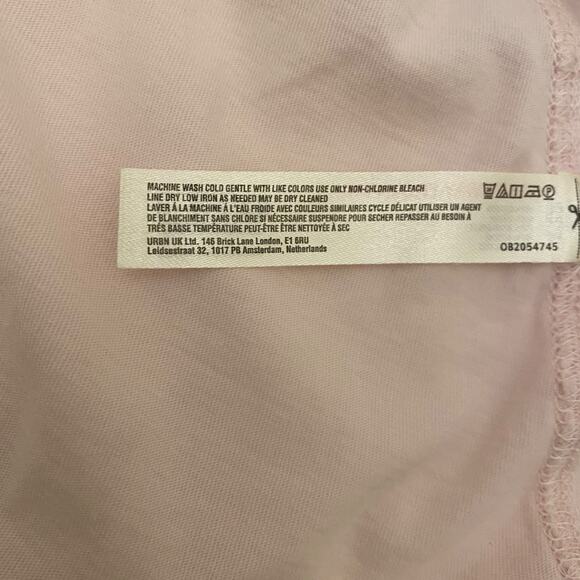 MACHINE WASH COLD GENTLE WITH LIKE COLORS USE ONLY NON-CHLORINE BLEACH
LINE DRY LOW IRON AS NEEDED MAY BE DRY CLEANED
LAVER À LA MACHINE À L'EAU FROIDE AVEC COULEURS SIMILAIRES CYCLE DÉLICAT UTILISER UN AGENT
DE BLANCHIMENT SANS CHLORE SI NÉCESSAIRE SUSPENDRE POUR SECHER REPASSER AU BESOIN À
TRÈS BASSE TEMPÉRATURE PEUT-ÊTRE ÊTRE NETTOYÉE À SEC
URBN UK Ltd. 146 Brick Lane London, E1 6RU
Leidsestraat 32, 1017 PB Amsterdam, Netherlands
OB2054745